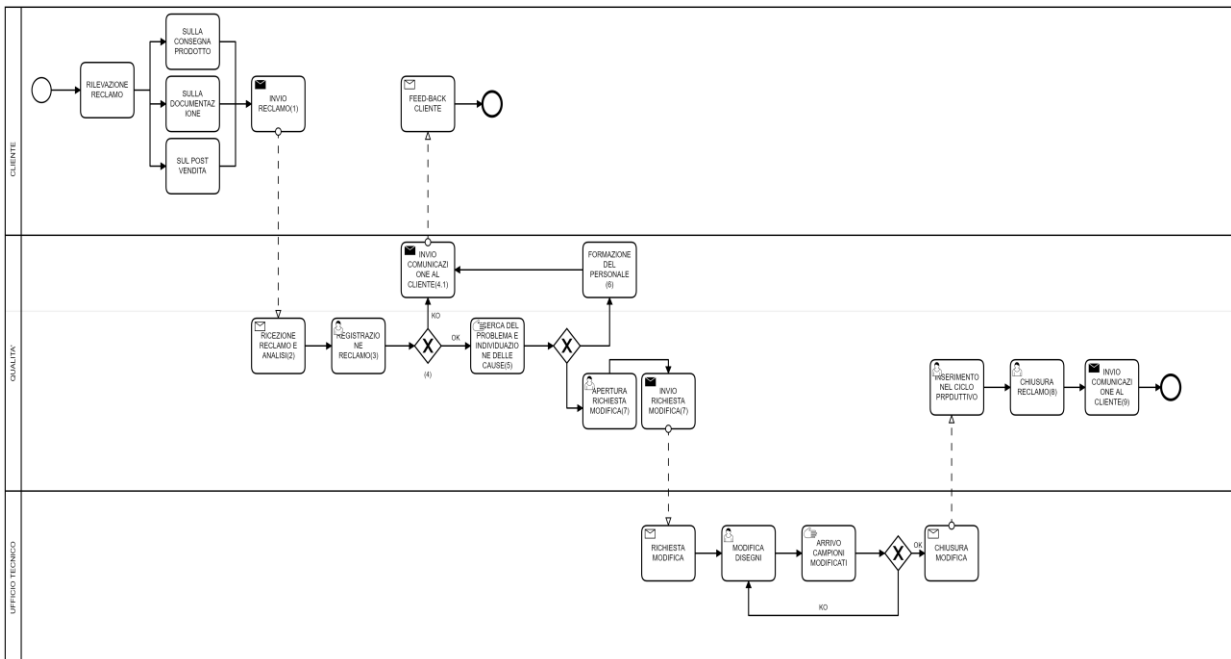 CLIENTE
RILEVAZIONE
RECLAMO
SULLA
CONSEGNA
PRODOTTO
SULLA
DOCUMENTAZ
IONE
SUL POST
VENDITA
INVIO
RECLAMO(1)
FEED-BACK
CLIENTE
QUALITA'
RICEZIONE
RECLAMO E
ANALISI(2)
REGISTRAZIO
NE
RECLAMO(3)
(4)
KO
OK
INVIO
COMUNICAZI
ONE AL
CLIENTE(4.1)
CERCA DEL
PROBLEMA E
INDIVIDUAZIO
NE DELLE
CAUSE(5)
FORMAZIONE
DEL
PERSONALE
(6)
APERTURA
RICHIESTA
MODIFICA(7)
INVIO
RICHIESTA
MODIFICA(7)
INSERIMENTO
NEL CICLO
PRPDUTTIVO
CHIUSURA
RECLAMO(8)
INVIO
COMUNICAZI
ONE AL
CLIENTE(9)
UFFICIO TECNICO
RICHIESTA
MODIFICA
MODIFICA
DISEGNI
ARRIVO
CAMPIONI
MODIFICATI
OK
KO
CHIUSURA
MODIFICA